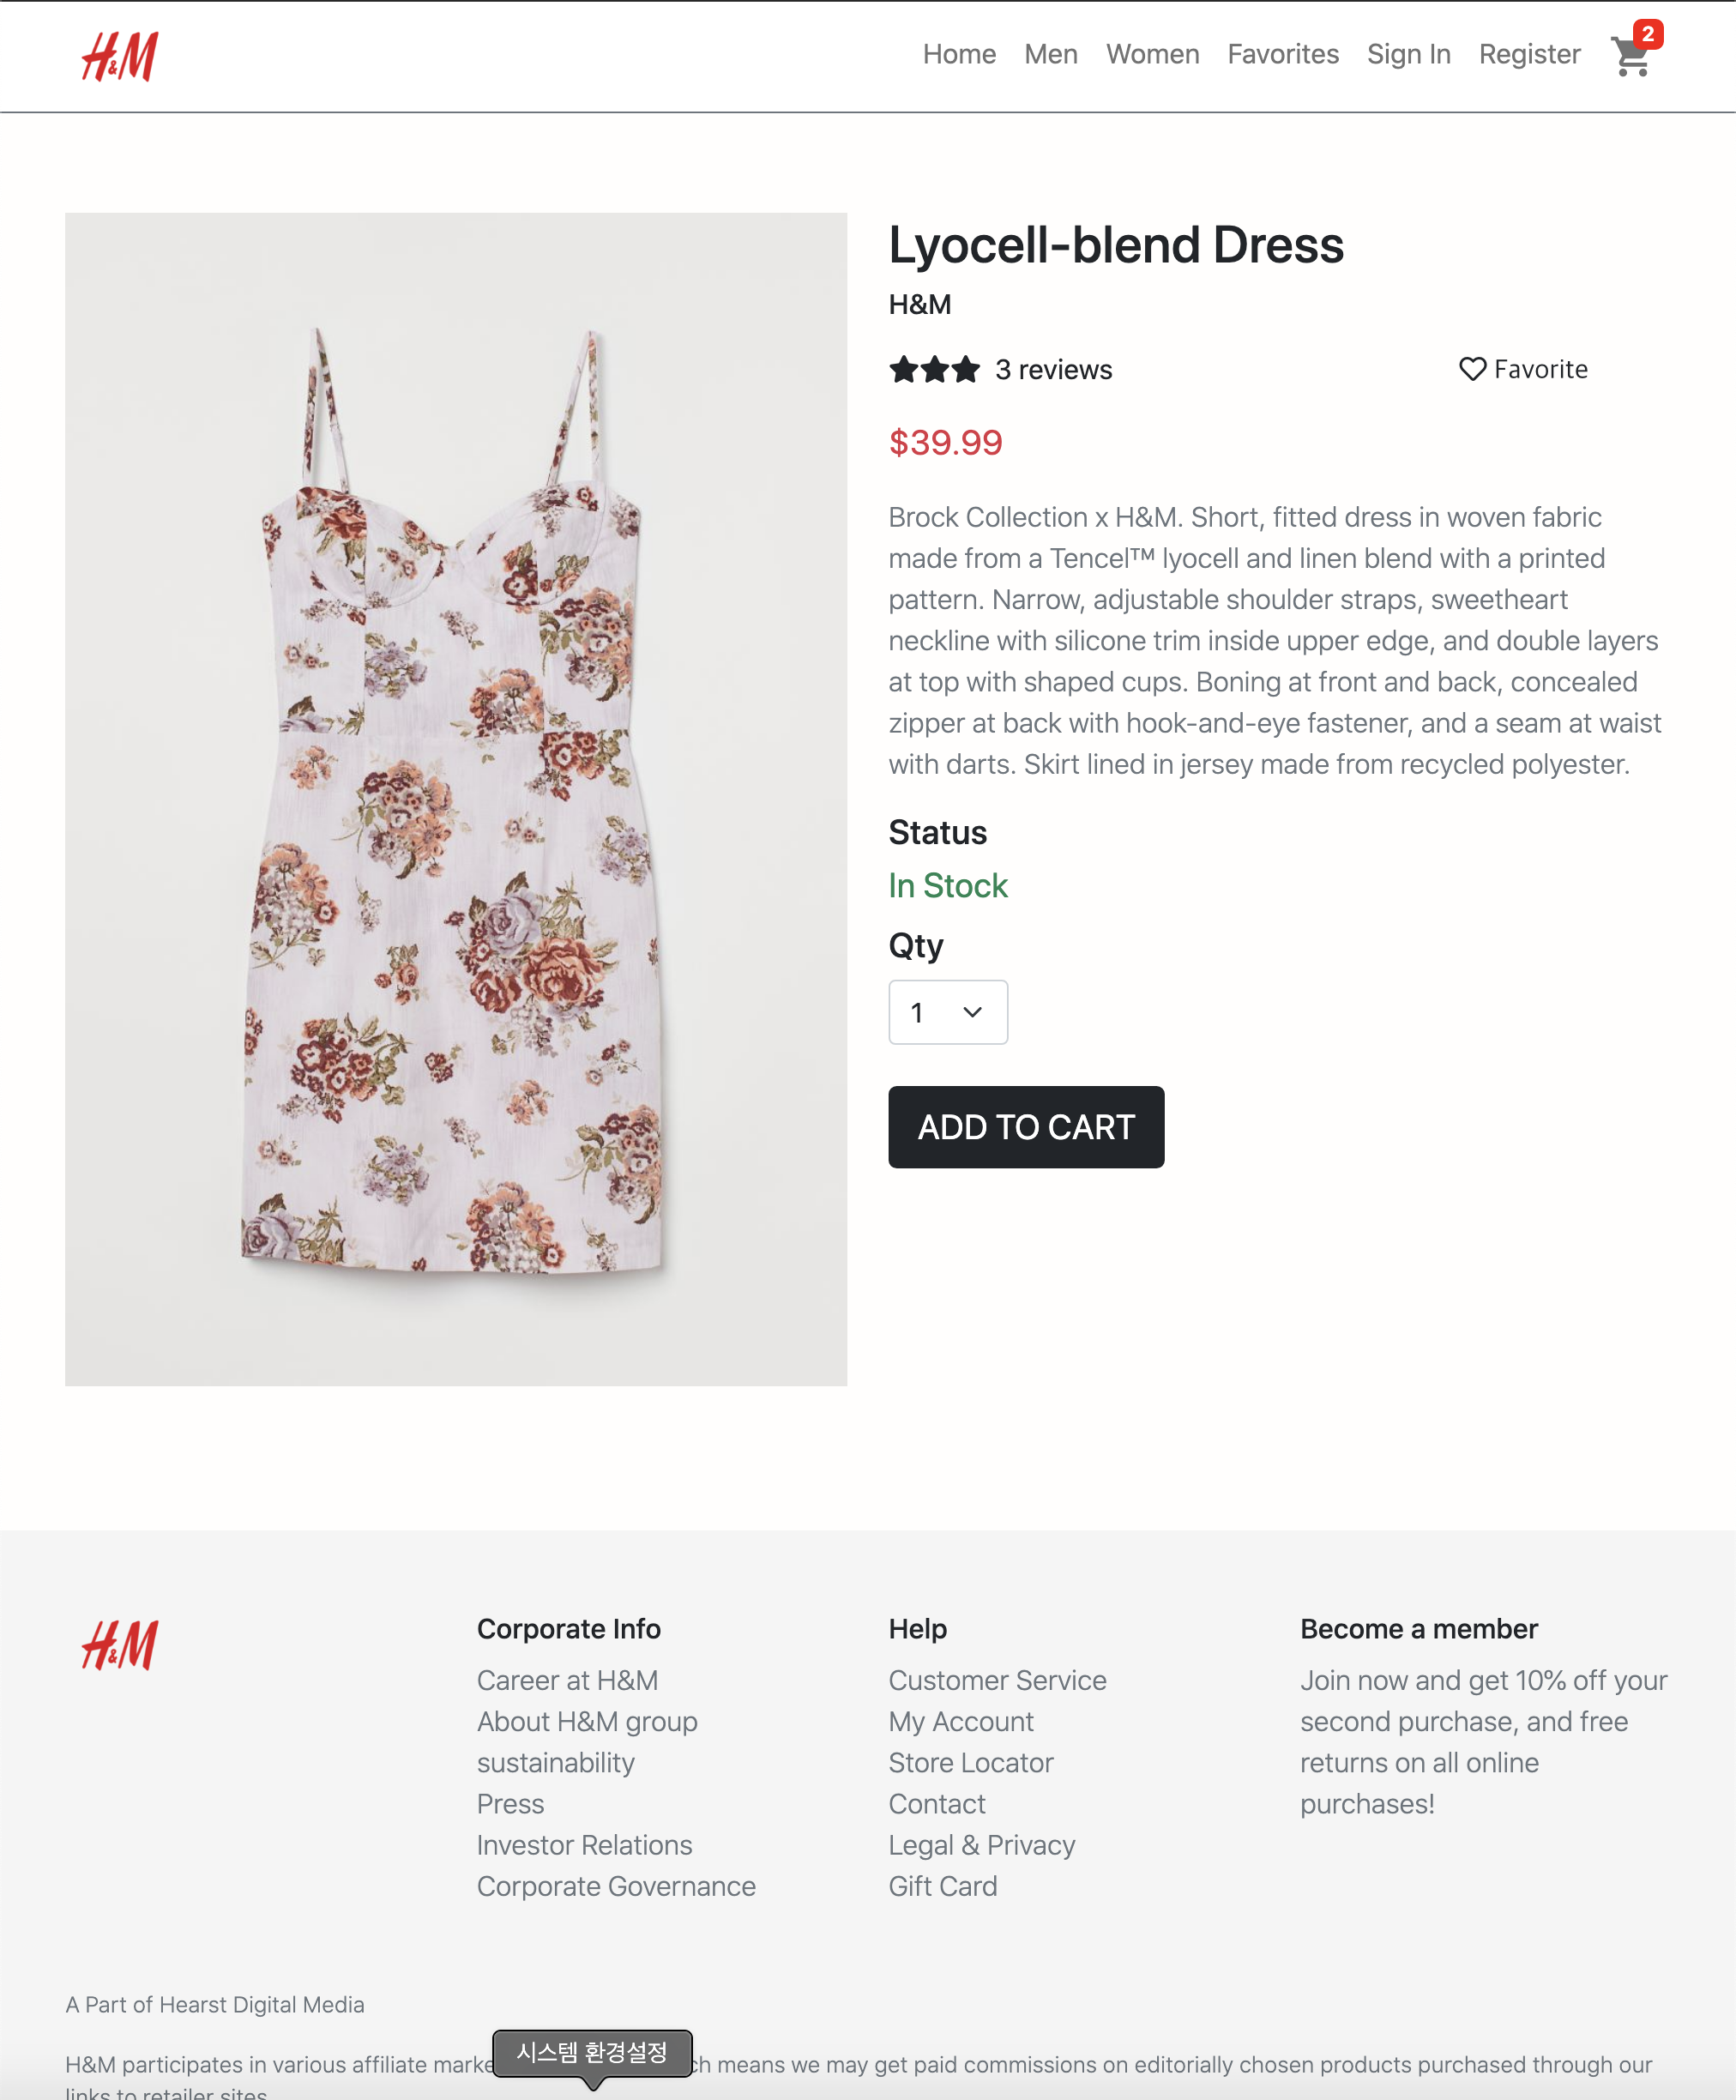 H&M
Home Men Women Favorites Sign In Register 2
Lyocell-blend Dress
H&M
3 reviews
Favorite
$39.99
Brock Collection x H&M. Short, fitted dress in woven fabric
made from a Tencel™ lyocell and linen blend with a printed
pattern. Narrow, adjustable shoulder straps, sweetheart
neckline with silicone trim inside upper edge, and double layers
at top with shaped cups. Boning at front and back, concealed
zipper at back with hook-and-eye fastener, and a seam at waist
with darts. Skirt lined in jersey made from recycled polyester.
Status
In Stock
Qty
1
ADD TO CART
H&M
Corporate Info
Career at H&M
About H&M group
sustainability
Press
Investor Relations
Corporate Governance
Help
Customer Service
My Account
Store Locator
Contact
Legal & Privacy
Gift Card
Become a member
Join now and get 10% off your
second purchase, and free
returns on all online
purchases!
A Part of Hearst Digital Media
시스템 환경설정
H&M participates in various affiliate means we may get paid commissions on editorially chosen products purchased through our
links to retailer sites